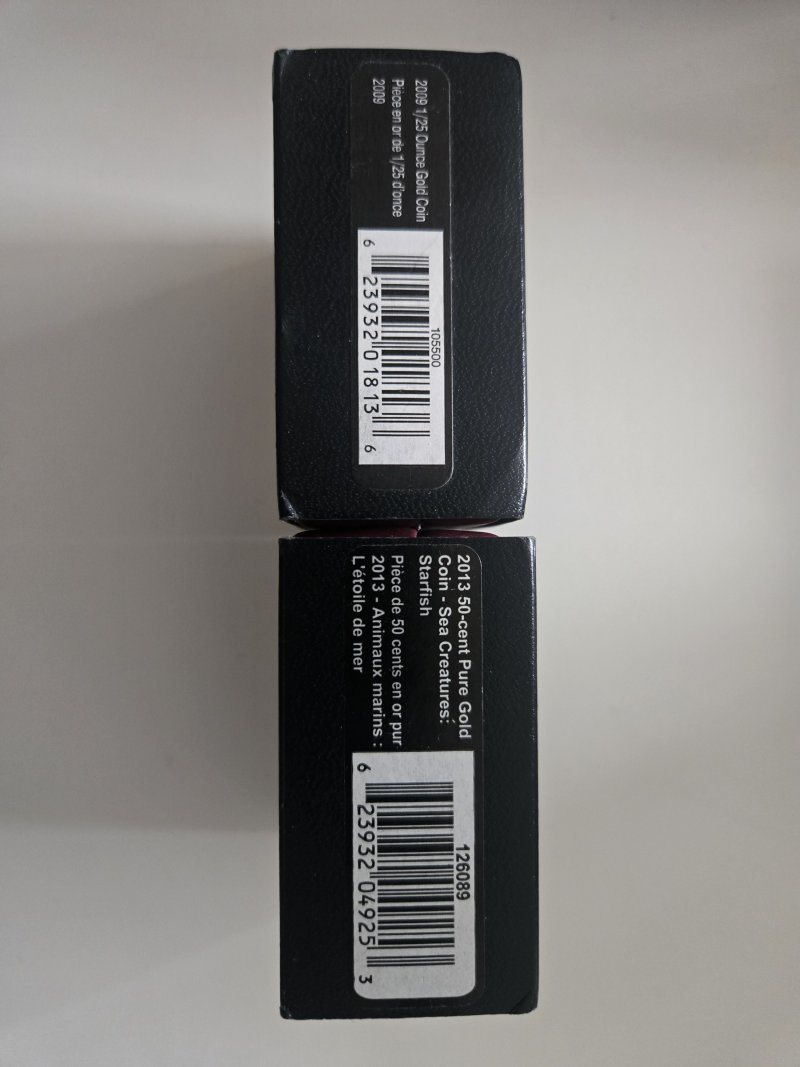 2009 1/25 Ounce Gold Coin
Pièce en or de 1/25 d'once
2009
105500
6 23932 01813 6
2013 50-cent Pure Gold
Coin - Sea Creatures:
Starfish
Pièce de 50 cents en or pur
2013 - Animaux marins :
L'étoile de mer
126089
6 23932 04925 3